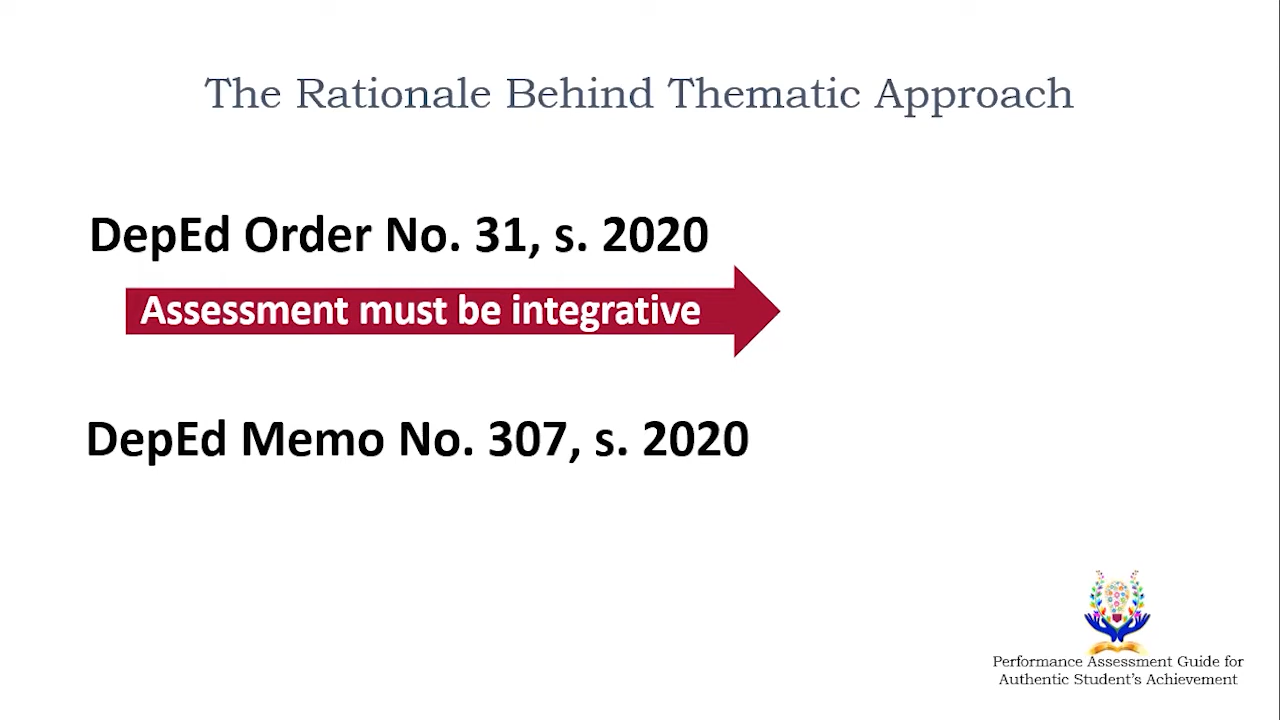 The Rationale Behind Thematic Approach
DepEd Order No. 31, s. 2020
Assessment must be integrative
DepEd Memo No. 307, s. 2020
Performance Assessment Guide for
Authentic Student's Achievement